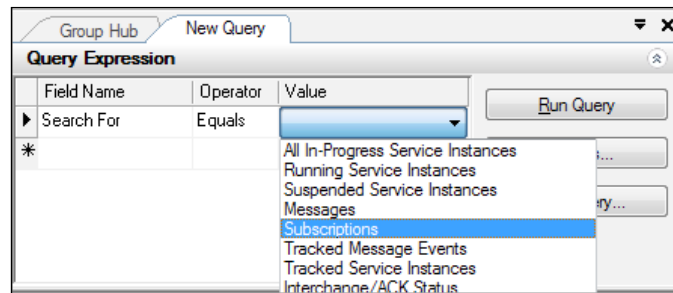 Group Hub New Query
Query Expression
Field Name Operator Value
Run Query
Search For Equals
All In-Progress Service Instances
Running Service Instances
Suspended Service Instances
Messages
Subscriptions
Tracked Message Events
Tracked Service Instances
Interchange/ACK Status